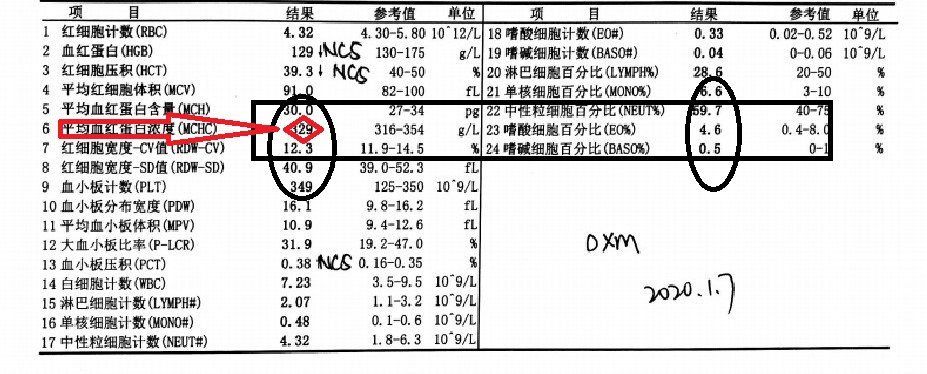 项 目 结果 参考值 单位
1 红细胞计数(RBC) 4.32 4.30-5.80 10^12/L
2 血红蛋白(HGB) 129 ↓NCS 130-175 g/L
3 红细胞压积(HCT) 39.3 ↓ NCS 40-50 %
4 平均红细胞体积(MCV) 91.0 82-100 fL
5 平均血红蛋白含量(MCH) 30.0 27-34 pg
6 平均血红蛋白浓度(MCHC) 316-354 g/L
7 红细胞宽度-CV值(RDW-CV) 12.3 11.9-14.5 %
8 红细胞宽度-SD值(RDW-SD) 40.9 39.0-52.3 fL
9 血小板计数(PLT) 349 125-350 10^9/L
10 血小板分布宽度(PDW) 16.1 9.8-16.2 fL
11 平均血小板体积(MPV) 10.9 9.4-12.6 fL
12 大血小板比率(P-LCR) 31.9 19.2-47.0 %
13 血小板压积(PCT) 0.38 ↑NCS 0.16-0.35 %
14 白细胞计数(WBC) 7.23 3.5-9.5 10^9/L
15 淋巴细胞计数(LYMPH#) 2.07 1.1-3.2 10^9/L
16 单核细胞计数(MONO#) 0.48 0.1-0.6 10^9/L
17 中性粒细胞计数(NEUT#) 4.32 1.8-6.3 10^9/L
项 目 结果 参考值 单位
18 嗜酸细胞计数(EO#) 0.33 0.02-0.52 10^9/L
19 嗜碱细胞计数(BASO#) 0.04 0-0.06 10^9/L
20 淋巴细胞百分比(LYMPH%) 28.6 20-50 %
21 单核细胞百分比(MONO%) 6.6 3-10 %
22 中性粒细胞百分比(NEUT%) 59.7 40-75 %
23 嗜酸细胞百分比(EO%) 4.6 0.4-8.0 %
24 嗜碱细胞百分比(BASO%) 0.5 0-1 %
DXM
2020.1.7